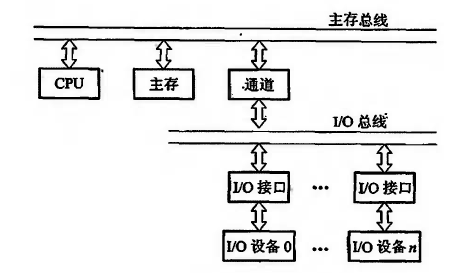 主存总线
CPU 主存 通道
I/O 总线
I/O 接口 … I/O 接口
I/O 设备 0 … I/O 设备 n